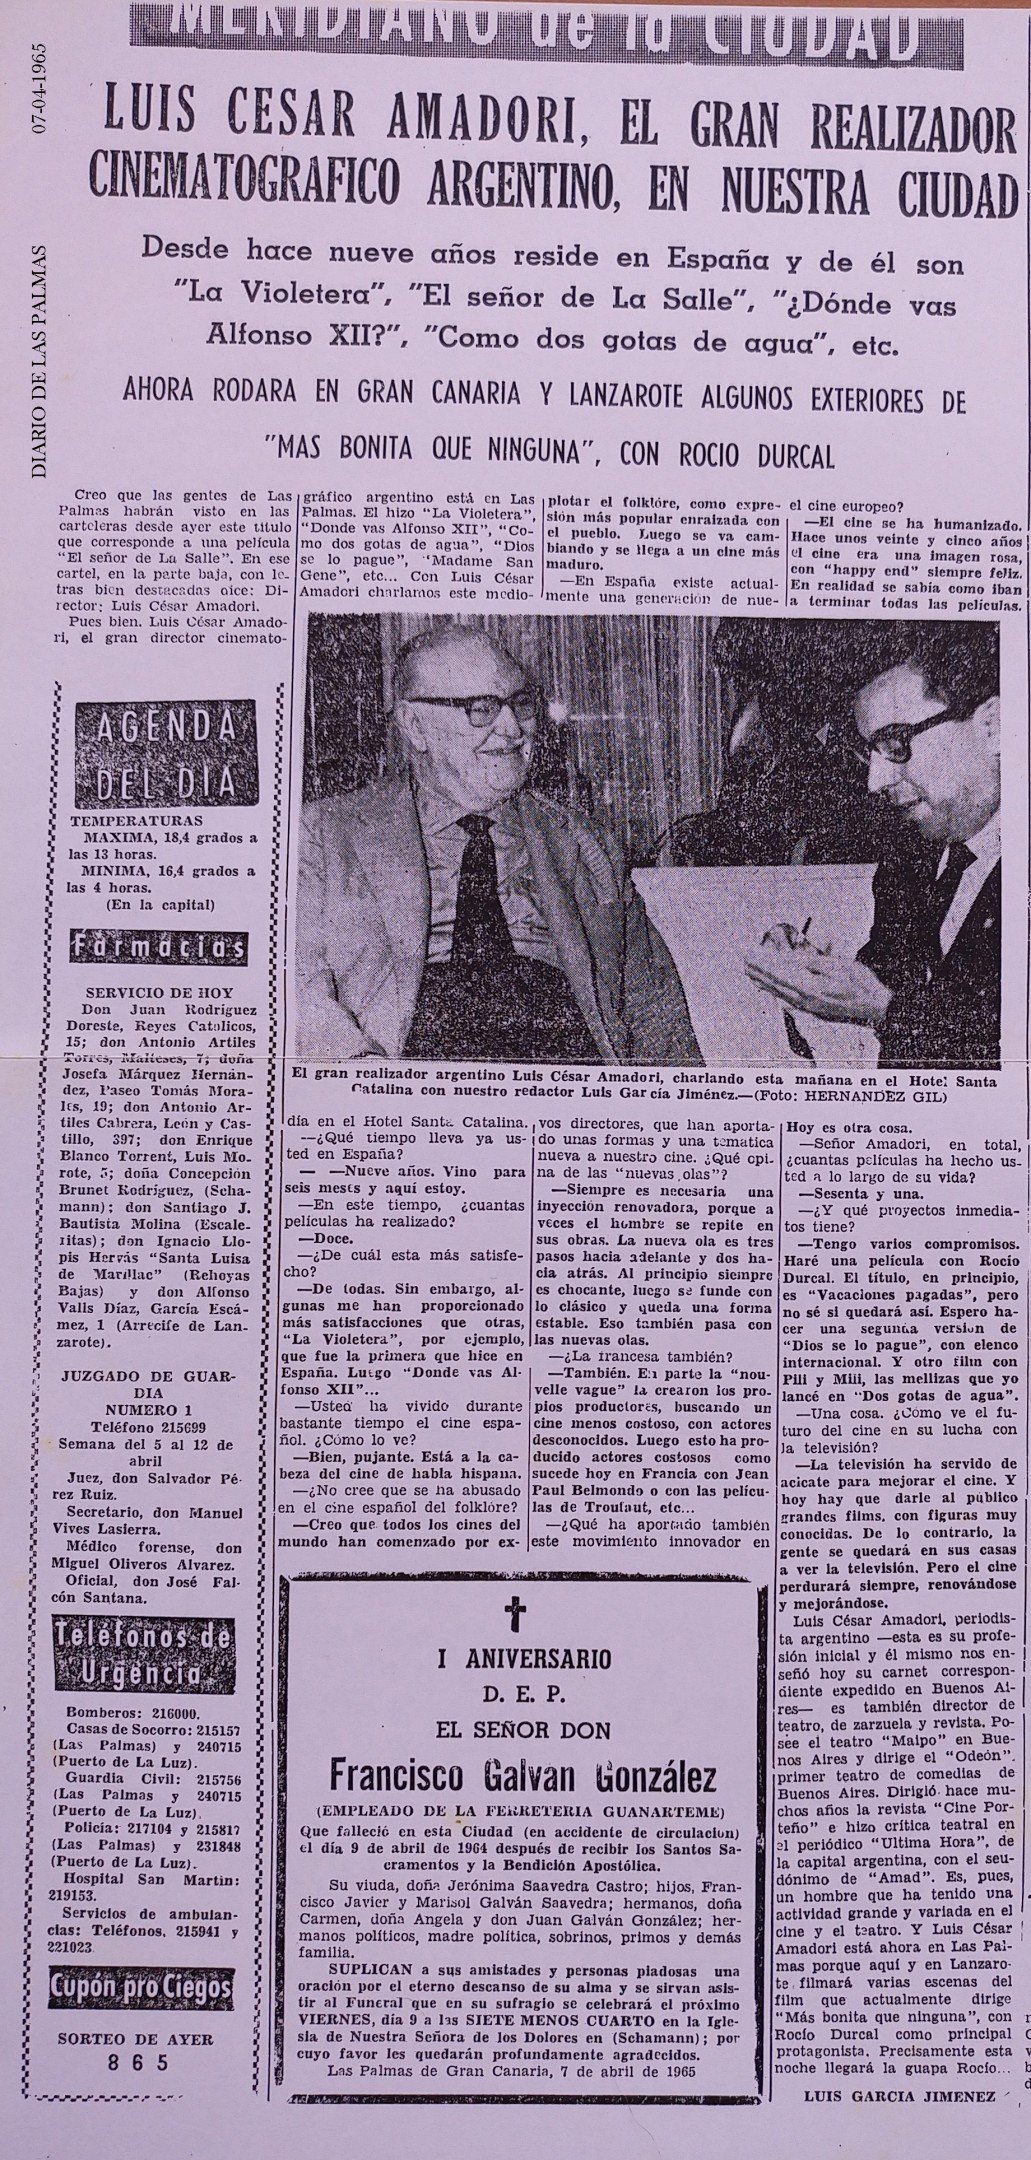 07-04-1965
DIARIO DE LAS PALMAS
MERIDIANO de la CIUDAD
LUIS CESAR AMADORI, EL GRAN REALIZADOR
CINEMATOGRAFICO ARGENTINO, EN NUESTRA CIUDAD
Desde hace nueve años reside en España y de él son
"La Violetera", "El señor de La Salle", "¿Dónde vas
Alfonso XII?", "Como dos gotas de agua", etc.
AHORA RODARA EN GRAN CANARIA Y LANZAROTE ALGUNOS EXTERIORES DE
"MAS BONITA QUE NINGUNA", CON ROCIO DURCAL
Creo que las gentes de Las
Palmas habrán visto en las
carteleras desde ayer este título
que corresponde a una película
"El señor de La Salle". En ese
cartel, en la parte baja, con le-
tras bien destacadas dice: Di-
rector: Luis César Amadori.
Pues bien. Luis César Amado-
ri, el gran director cinemato-
gráfico argentino está en Las
Palmas. El hizo "La Violetera",
"Donde vas Alfonso XII", "Co-
mo dos gotas de agua", "Dios
se lo pague", "Madame San
Gene", etc... Con Luis César
Amadori charlamos este medio-
día en el Hotel Santa Catalina.
—¿Qué tiempo lleva ya us-
ted en España?
— —Nueve años. Vino para
seis meses y aquí estoy.
—En este tiempo, ¿cuantas
películas ha realizado?
—Doce.
—¿De cuál esta más satisfe-
cho?
—De todas. Sin embargo, al-
gunas me han proporcionado
más satisfacciones que otras,
"La Violetera", por ejemplo,
que fue la primera que hice en
España. Luego "Donde vas Al-
fonso XII"...
—Usted ha vivido durante
bastante tiempo el cine espa-
ñol. ¿Cómo lo ve?
—Bien, pujante. Está a la ca-
beza del cine de habla hispana.
—¿No cree que se ha abusado
en el cine español del folklore?
—Creo que todos los cines del
mundo han comenzado por ex-
plotar el folklóre, como expre-
sión más popular enraizada con
el pueblo. Luego se va cam-
biando y se llega a un cine más
maduro.
—En España existe actual-
mente una generación de nue-
vos directores, que han aporta-
do unas formas y una tematica
nueva a nuestro cine. ¿Qué opi-
na de las "nuevas olas"?
—Siempre es necesaria una
inyección renovadora, porque a
veces el hombre se repite en
sus obras. La nueva ola es tres
pasos hacia adelante y dos ha-
cia atrás. Al principio siempre
es chocante, luego se funde con
lo clásico y queda una forma
estable. Eso también pasa con
las nuevas olas.
—¿La francesa también?
—También. En parte la "nou-
velle vague" la crearon los pro-
pios productores, buscando un
cine menos costoso, con actores
desconocidos. Luego esto ha pro-
ducido actores costosos como
sucede hoy en Francia con Jean
Paul Belmondo o con las pelícu-
las de Troufaut, etc...
—¿Qué ha aportado también
este movimiento innovador en
el cine europeo?
—El cine se ha humanizado.
Hace unos veinte y cinco años
el cine era una imagen rosa,
con "happy end" siempre feliz.
En realidad se sabía como iban
a terminar todas las películas.
Hoy es otra cosa.
—Señor Amadori, en total,
¿cuantas películas ha hecho us-
ted a lo largo de su vida?
—Sesenta y una.
—¿Y qué proyectos inmedia-
tos tiene?
—Tengo varios compromisos.
Haré una película con Rocío
Durcal. El título, en principio,
es "Vacaciones pagadas", pero
no sé si quedará así. Espero ha-
cer una segunda version de
"Dios se lo pague", con elenco
internacional. Y otro film con
Pili y Mili, las mellizas que yo
lancé en "Dos gotas de agua".
—Una cosa. ¿Cómo ve el fu-
turo del cine en su lucha con
la televisión?
—La televisión ha servido de
acicate para mejorar el cine. Y
hoy hay que darle al público
grandes films, con figuras muy
conocidas. De lo contrario, la
gente se quedará en sus casas
a ver la televisión. Pero el cine
perdurará siempre, renovándose
y mejorándose.
Luis César Amadori, periodis-
ta argentino —esta es su profe-
sión inicial y él mismo nos en-
señó hoy su carnet correspon-
diente expedido en Buenos Ai-
res— es también director de
teatro, de zarzuela y revista. Po-
see el teatro "Maipo" en Bue-
nos Aires y dirige el "Odeón",
primer teatro de comedias de
Buenos Aires. Dirigió hace mu-
chos años la revista "Cine Por-
teño" e hizo crítica teatral en
el periódico "Ultima Hora", de
la capital argentina, con el seu-
dónimo de "Amad". Es, pues,
un hombre que ha tenido una
actividad grande y variada en el
cine y el teatro. Y Luis César
Amadori está ahora en Las Pal-
mas porque aquí y en Lanzaro-
te filmará varias escenas del
film que actualmente dirige
"Más bonita que ninguna", con
Rocío Durcal como principal
protagonista. Precisamente esta
noche llegará la guapa Rocío...
LUIS GARCIA JIMENEZ
El gran realizador argentino Luis César Amadori, charlando esta mañana en el Hotel Santa
Catalina con nuestro redactor Luis García Jiménez.—(Foto: HERNANDEZ GIL)
AGENDA
DEL DIA
TEMPERATURAS
MAXIMA, 18,4 grados a
las 13 horas.
MINIMA, 16,4 grados a
las 4 horas.
(En la capital)
Farmacias
SERVICIO DE HOY
Don Juan Rodríguez
Doreste, Reyes Catolicos,
15; don Antonio Artiles
Torres, Malteses, 7; doña
Josefa Márquez Hernán-
dez, Paseo Tomás Mora-
les, 19; don Antonio Ar-
tiles Cabrera, León y Cas-
tillo, 397; don Enrique
Blanco Torrent, Luis Mo-
rote, 5; doña Concepción
Brunet Rodríguez, (Scha-
mann); don Santiago J.
Bautista Molina (Escale-
ritas); don Ignacio Llo-
pis Hervás "Santa Luisa
de Marillac" (Rehoyas
Bajas) y don Alfonso
Valls Díaz, García Escá-
mez, 1 (Arrecife de Lan-
zarote).
JUZGADO DE GUAR-
DIA
NUMERO 1
Teléfono 215699
Semana del 5 al 12 de
abril
Juez, don Salvador Pé-
rez Ruiz.
Secretario, don Manuel
Vives Lasierra.
Médico forense, don
Miguel Oliveros Alvarez.
Oficial, don José Fal-
cón Santana.
Teléfonos de
Urgencia
Bomberos: 216000.
Casas de Socorro: 215157
(Las Palmas) y 240715
(Puerto de La Luz).
Guardia Civil: 215756
(Las Palmas y 240715
(Puerto de La Luz).
Policía: 217104 y 215817
(Las Palmas) y 231848
(Puerto de La Luz).
Hospital San Martín:
219153.
Servicios de ambulan-
cias: Teléfonos, 215941 y
221023
Cupón pro Ciegos
SORTEO DE AYER
8 6 5
I ANIVERSARIO
D. E. P.
EL SEÑOR DON
Francisco Galvan González
(EMPLEADO DE LA FERRETERIA GUANARTEME)
Que falleció en esta Ciudad (en accidente de circulacion)
el día 9 de abril de 1964 después de recibir los Santos Sa-
cramentos y la Bendición Apostólica.
Su viuda, doña Jerónima Saavedra Castro; hijos, Fran-
cisco Javier y Marisol Galván Saavedra; hermanos, doña
Carmen, doña Angela y don Juan Galván González; her-
manos políticos, madre política, sobrinos, primos y demás
familia.
SUPLICAN a sus amistades y personas piadosas una
oración por el eterno descanso de su alma y se sirvan asis-
tir al Funeral que en su sufragio se celebrará el próximo
VIERNES, día 9 a las SIETE MENOS CUARTO en la Igle-
sia de Nuestra Señora de los Dolores en (Schamann); por
cuyo favor les quedarán profundamente agradecidos.
Las Palmas de Gran Canaria, 7 de abril de 1965